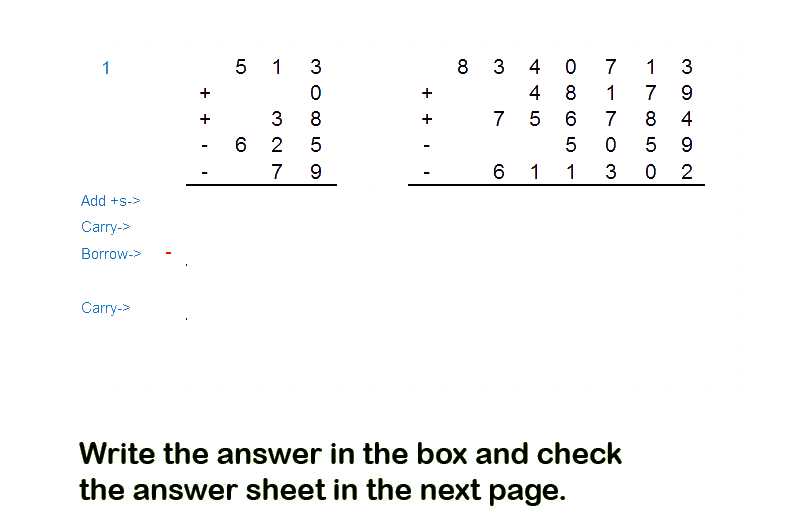 1 5 1 3 8 3 4 0 7 1 3
+ 0 + 4 8 1 7 9
+ 3 8 + 7 5 6 7 8 4
- 6 2 5 - 5 0 5 9
- 7 9 - 6 1 1 3 0 2
Add +s->
Carry->
Borrow-> -
Carry->
Write the answer in the box and check
the answer sheet in the next page.